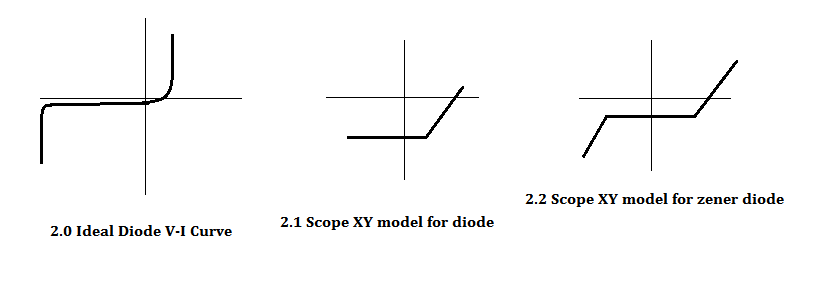 2.0 Ideal Diode V-I Curve
2.1 Scope XY model for diode
2.2 Scope XY model for zener diode